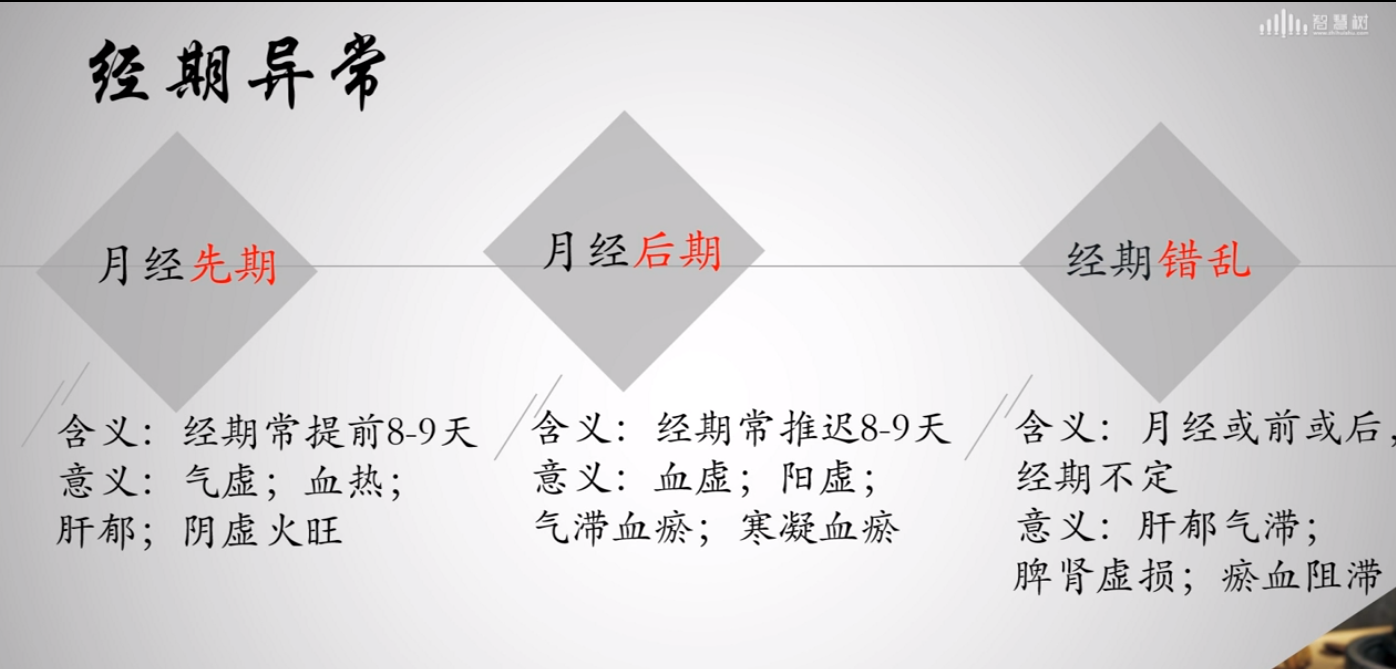 智慧树
www.zhihuishu.com
经期异常
月经先期
月经后期
经期错乱
含义：经期常提前8-9天
意义：气虚；血热；
肝郁；阴虚火旺
含义：经期常推迟8-9天
意义：血虚；阳虚；
气滞血瘀；寒凝血瘀
含义：月经或前或后，
经期不定
意义：肝郁气滞；
脾肾虚损；瘀血阻滞